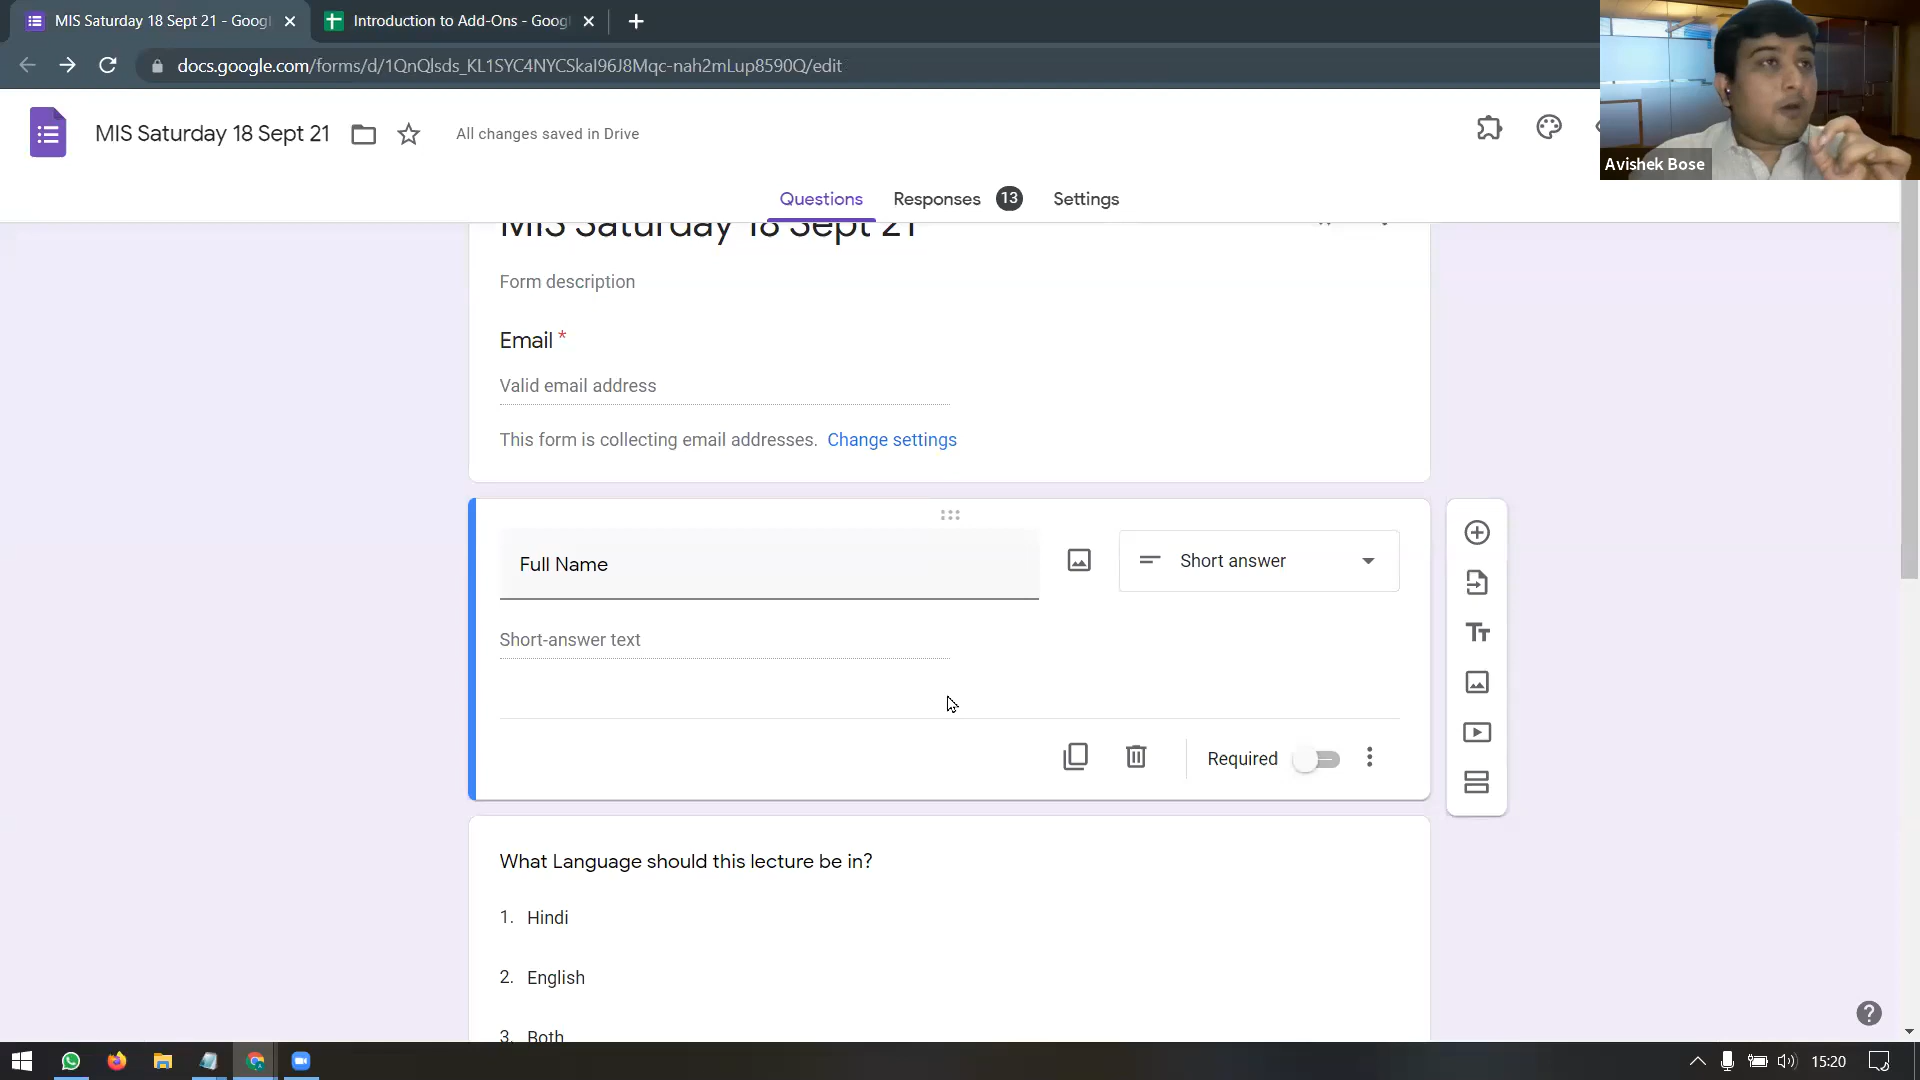 MIS Saturday 18 Sept 21 - Googl
Introduction to Add-Ons - Goog
docs.google.com/forms/d/1QnQlsds_KL1SYC4NYCSkaI96J8Mqc-nah2mLup8590Q/edit
MIS Saturday 18 Sept 21
All changes saved in Drive
Avishek Bose
Questions
Responses 13
Settings
MIS Saturday 18 Sept 21
Form description
Email *
Valid email address
This form is collecting email addresses. Change settings
Full Name
Short answer
Short-answer text
Required
What Language should this lecture be in?
1. Hindi
2. English
3. Both
15:20